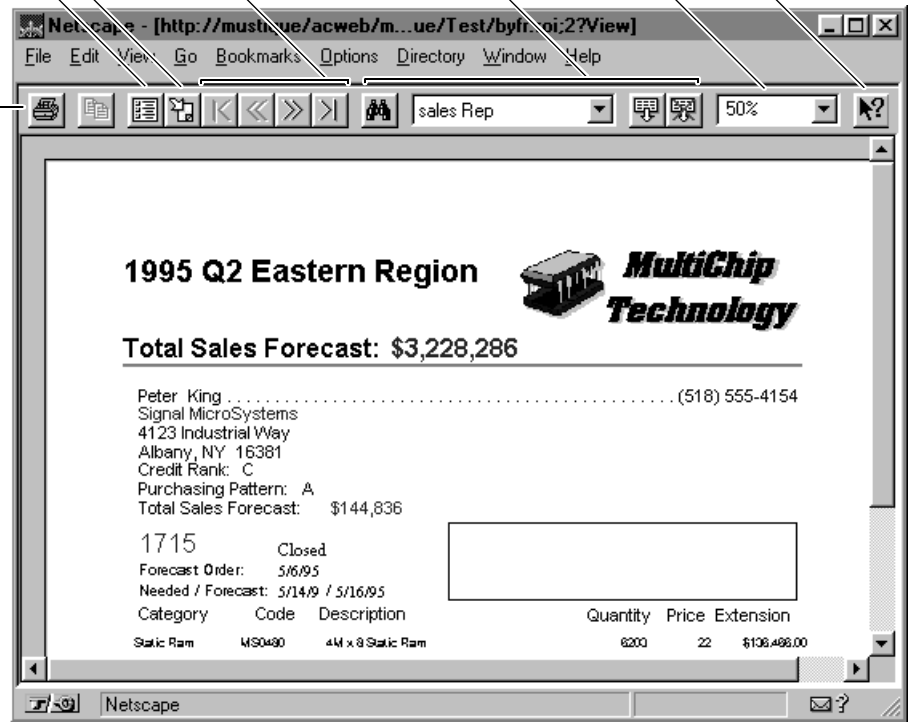 Netscape - [http://mustique/acweb/m...ue/Test/byfr.roi;2?View]
File Edit View Go Bookmarks Options Directory Window Help
sales Rep 50%
1995 Q2 Eastern Region
MultiChip
Technology
Total Sales Forecast: $3,228,286
Peter King . . . . . . . . . . . . . . . . . . . . . . . . . . . . . . . . . . . . . . . . . . . . . . . . . . (518) 555-4154
Signal MicroSystems
4123 Industrial Way
Albany, NY 16381
Credit Rank: C
Purchasing Pattern: A
Total Sales Forecast: $144,836
1715 Closed
Forecast Order: 5/6/95
Needed / Forecast: 5/14/9 / 5/16/95
Category Code Description Quantity Price Extension
Static Ram MS0480 4M x 8 Static Ram 6203 22 $136,466.00
Netscape